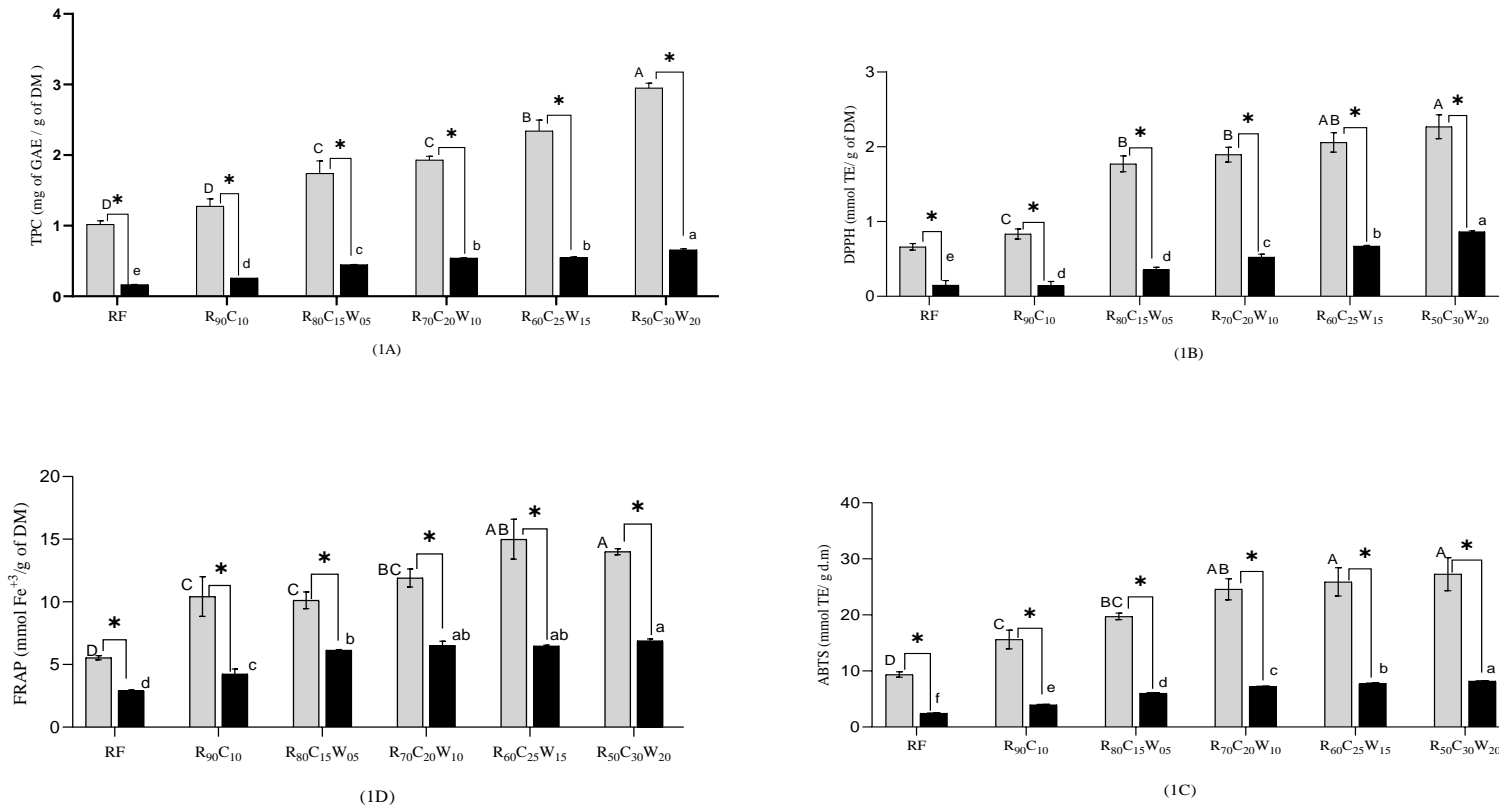 TPC (mg of GAE / g of DM )
4
3
2
1
0
D
*
e
D
*
d
C
*
c
C
*
b
B
*
b
A
*
a
RF
R₉₀C₁₀
R₈₀C₁₅W₀₅
R₇₀C₂₀W₁₀
R₆₀C₂₅W₁₅
R₅₀C₃₀W₂₀
(1A)
DPPH (mmol TE/ g of DM)
3
2
1
0
*
e
C
*
d
B
*
d
B
*
c
AB
*
b
A
*
a
RF
R₉₀C₁₀
R₈₀C₁₅W₀₅
R₇₀C₂₀W₁₀
R₆₀C₂₅W₁₅
R₅₀C₃₀W₂₀
(1B)
FRAP (mmol Fe⁺³/g of DM)
20
15
10
5
0
D
*
d
C
*
c
C
*
b
BC
*
ab
AB
*
ab
A
*
a
RF
R₉₀C₁₀
R₈₀C₁₅W₀₅
R₇₀C₂₀W₁₀
R₆₀C₂₅W₁₅
R₅₀C₃₀W₂₀
(1D)
ABTS (mmol TE/ g d.m)
40
30
20
10
0
D
*
f
C
*
e
BC
*
d
AB
*
c
A
*
b
A
*
a
RF
R₉₀C₁₀
R₈₀C₁₅W₀₅
R₇₀C₂₀W₁₀
R₆₀C₂₅W₁₅
R₅₀C₃₀W₂₀
(1C)